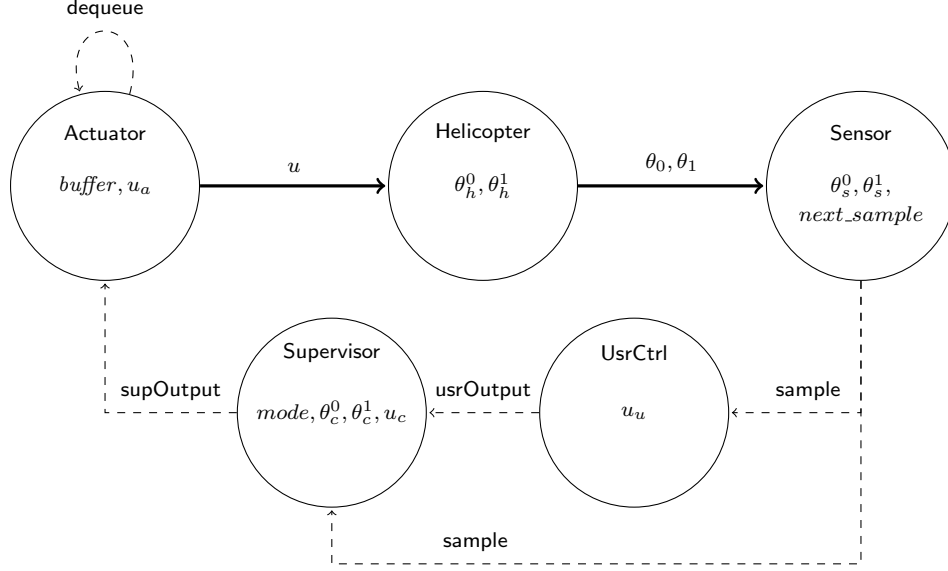 dequeue
Actuator
buffer, u_a
u
Helicopter
θ_h^0, θ_h^1
θ_0, θ_1
Sensor
θ_s^0, θ_s^1,
next_sample
supOutput
Supervisor
mode, θ_c^0, θ_c^1, u_c
usrOutput
UsrCtrl
u_u
sample
sample